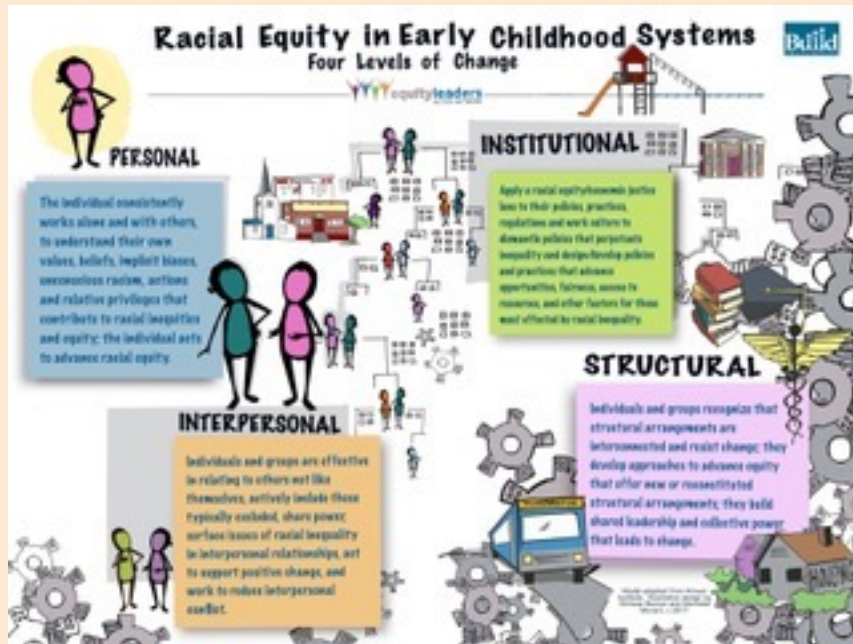 Racial Equity in Early Childhood Systems
Four Levels of Change
Build
equityleaders
PERSONAL
The individual consistently
works alone and with others,
to understand their own
values, beliefs, implicit biases,
unconscious racism, actions
and relative privileges that
contribute to racial inequities
and equity; the individual acts
to advance racial equity.
INSTITUTIONAL
Apply a racial equity/economic justice
lens to their policies, practices,
regulations and work culture to
dismantle policies that perpetuate
inequality and design/develop policies
and practices that advance
opportunities, fairness, access to
resources, and other factors for those
most affected by racial inequality.
INTERPERSONAL
Individuals and groups are effective
in relating to others not like
themselves, actively include those
typically excluded, share power,
surface issues of racial inequality
in interpersonal relationships, act
to support positive change, and
work to reduce interpersonal
conflict.
STRUCTURAL
Individuals and groups recognize that
structural arrangements are
interconnected and resist change; they
develop approaches to advance equity
that offer new or reconstituted
structural arrangements; they build
shared leadership and collective power
that leads to change.